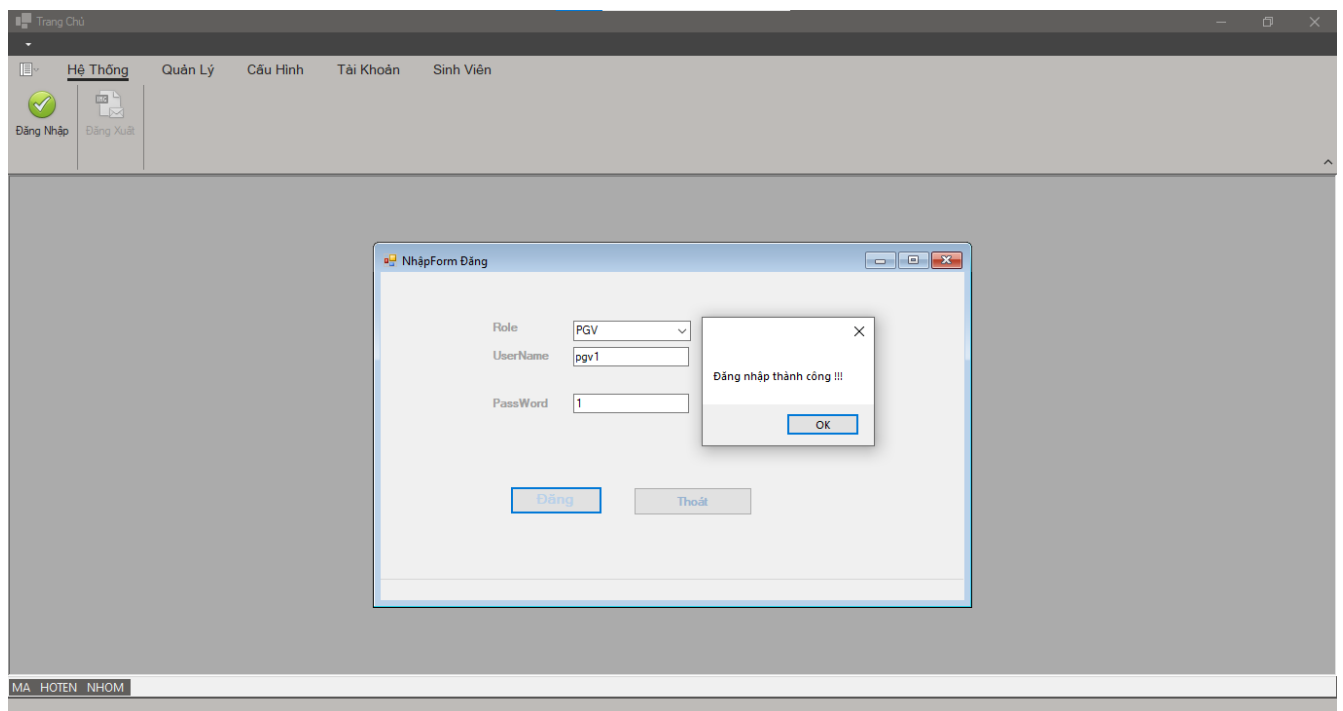 Trang Chủ
Hệ Thống Quản Lý Cấu Hình Tài Khoản Sinh Viên
Đăng Nhập Đăng Xuất
NhậpForm Đăng
Role PGV
UserName pgv1
Đăng nhập thành công !!!
PassWord 1
OK
Đăng Thoát
MA HOTEN NHOM